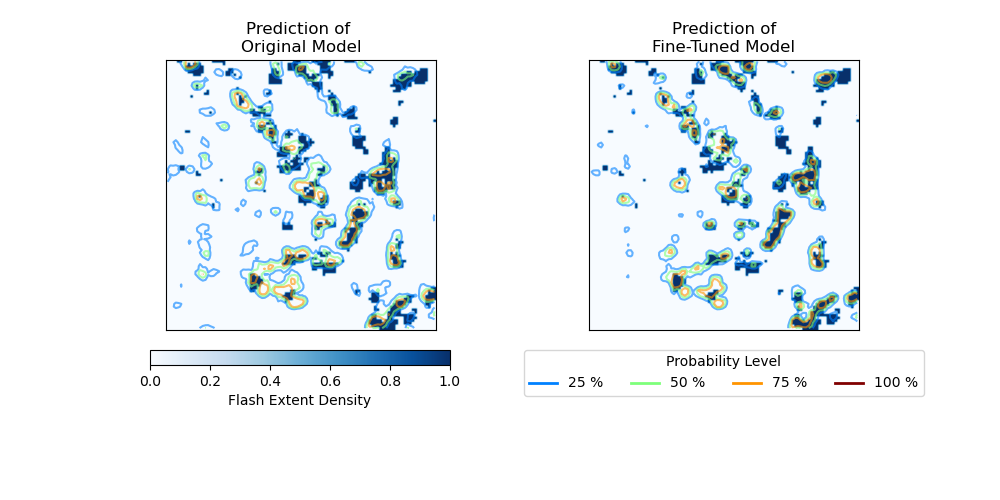 Prediction of
Original Model
Prediction of
Fine-Tuned Model
0.0 0.2 0.4 0.6 0.8 1.0
Flash Extent Density
Probability Level
25 % 50 % 75 % 100 %